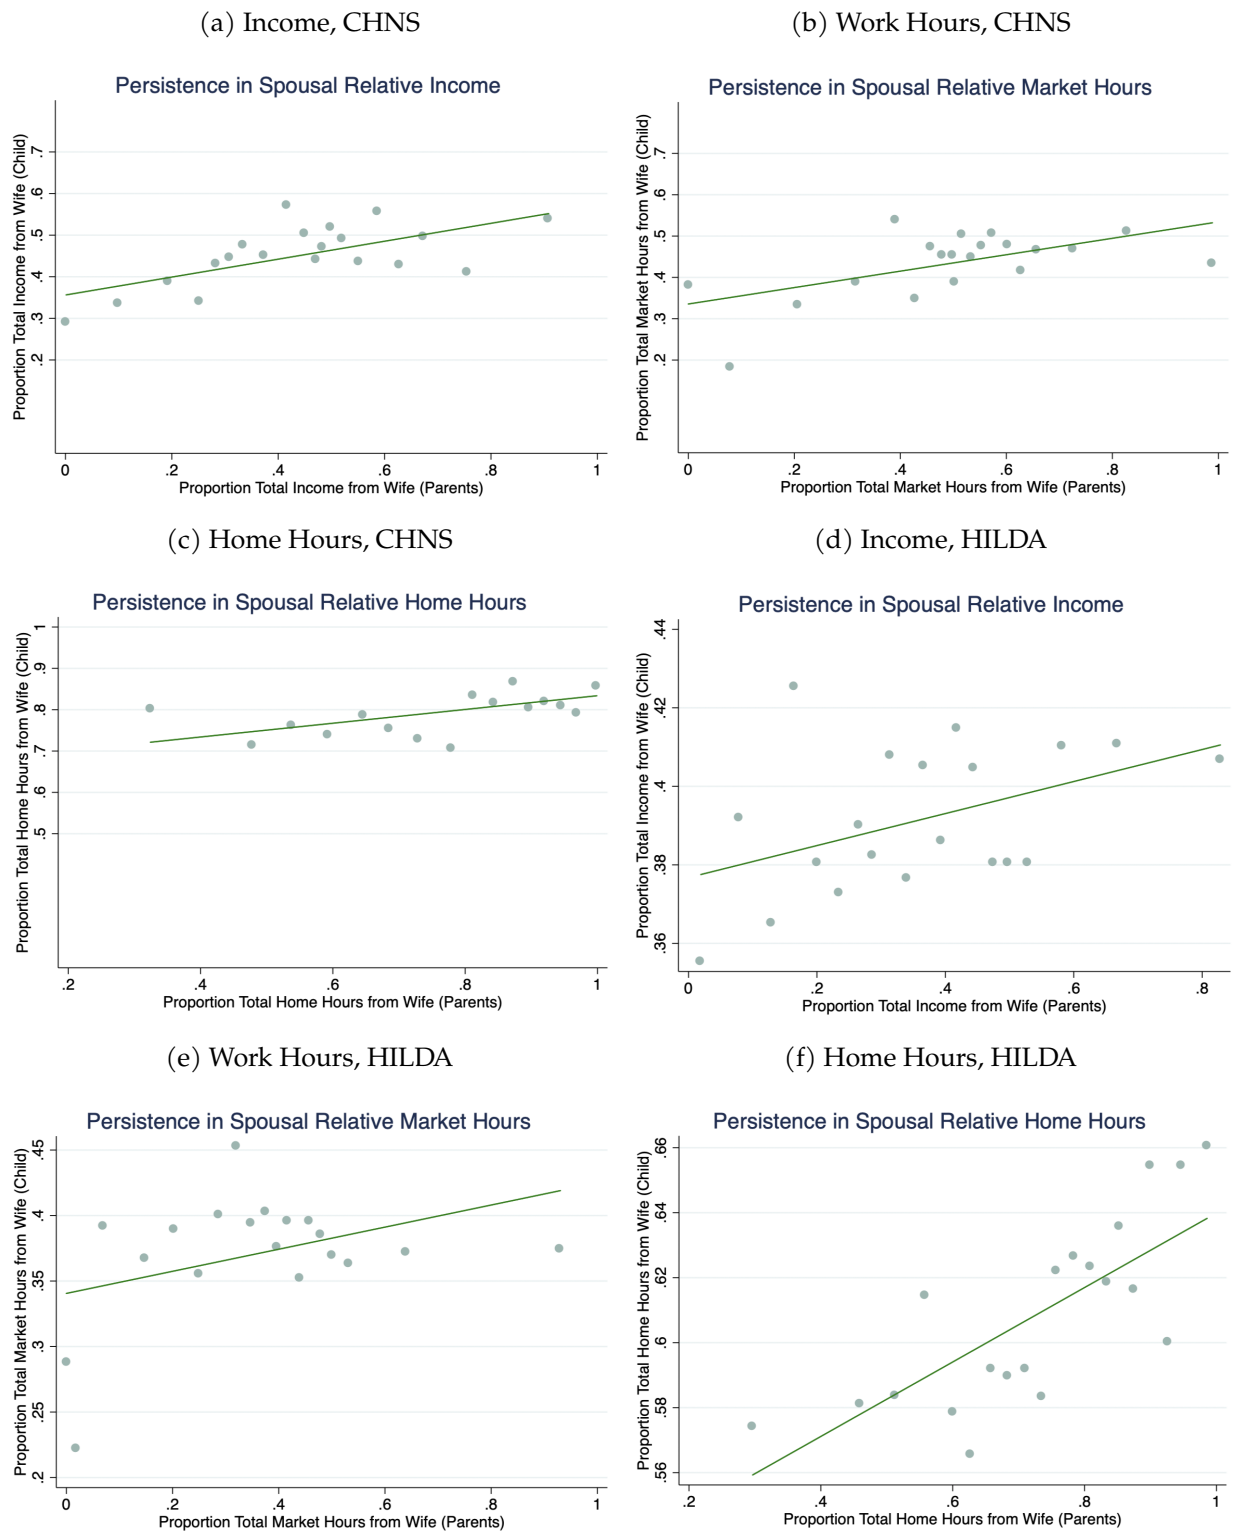 (a) Income, CHNS
Persistence in Spousal Relative Income
Proportion Total Income from Wife (Child)
.7
.6
.5
.4
.3
.2
0 .2 .4 .6 .8 1
Proportion Total Income from Wife (Parents)
(b) Work Hours, CHNS
Persistence in Spousal Relative Market Hours
Proportion Total Market Hours from Wife (Child)
.7
.6
.5
.4
.3
.2
0 .2 .4 .6 .8 1
Proportion Total Market Hours from Wife (Parents)
(c) Home Hours, CHNS
Persistence in Spousal Relative Home Hours
Proportion Total Home Hours from Wife (Child)
1
.9
.8
.7
.6
.5
.2 .4 .6 .8 1
Proportion Total Home Hours from Wife (Parents)
(d) Income, HILDA
Persistence in Spousal Relative Income
Proportion Total Income from Wife (Child)
.44
.42
.4
.38
.36
0 .2 .4 .6 .8
Proportion Total Income from Wife (Parents)
(e) Work Hours, HILDA
Persistence in Spousal Relative Market Hours
Proportion Total Market Hours from Wife (Child)
.45
.4
.35
.3
.25
.2
0 .2 .4 .6 .8 1
Proportion Total Market Hours from Wife (Parents)
(f) Home Hours, HILDA
Persistence in Spousal Relative Home Hours
Proportion Total Home Hours from Wife (Child)
.66
.64
.62
.6
.58
.56
.2 .4 .6 .8 1
Proportion Total Home Hours from Wife (Parents)